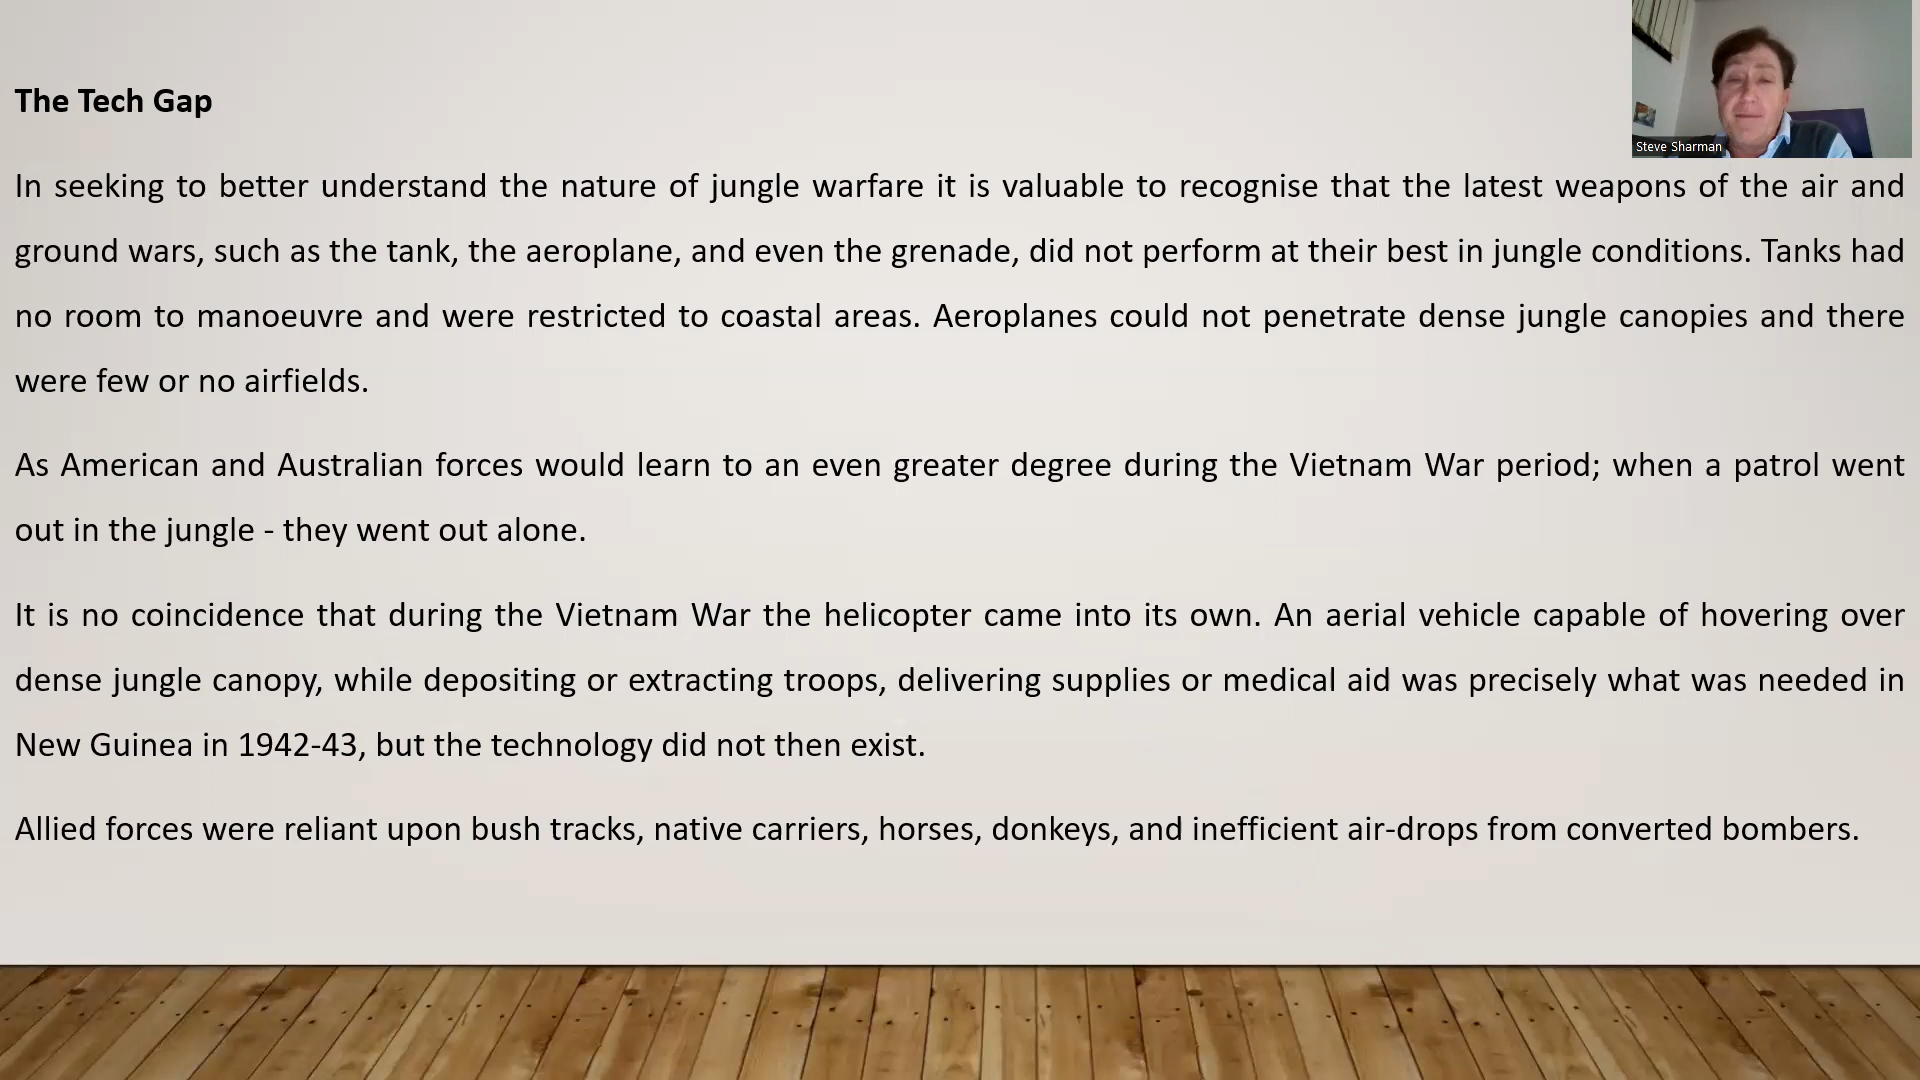 The Tech Gap
Steve Sharman
In seeking to better understand the nature of jungle warfare it is valuable to recognise that the latest weapons of the air and
ground wars, such as the tank, the aeroplane, and even the grenade, did not perform at their best in jungle conditions. Tanks had
no room to manoeuvre and were restricted to coastal areas. Aeroplanes could not penetrate dense jungle canopies and there
were few or no airfields.
As American and Australian forces would learn to an even greater degree during the Vietnam War period; when a patrol went
out in the jungle - they went out alone.
It is no coincidence that during the Vietnam War the helicopter came into its own. An aerial vehicle capable of hovering over
dense jungle canopy, while depositing or extracting troops, delivering supplies or medical aid was precisely what was needed in
New Guinea in 1942-43, but the technology did not then exist.
Allied forces were reliant upon bush tracks, native carriers, horses, donkeys, and inefficient air-drops from converted bombers.